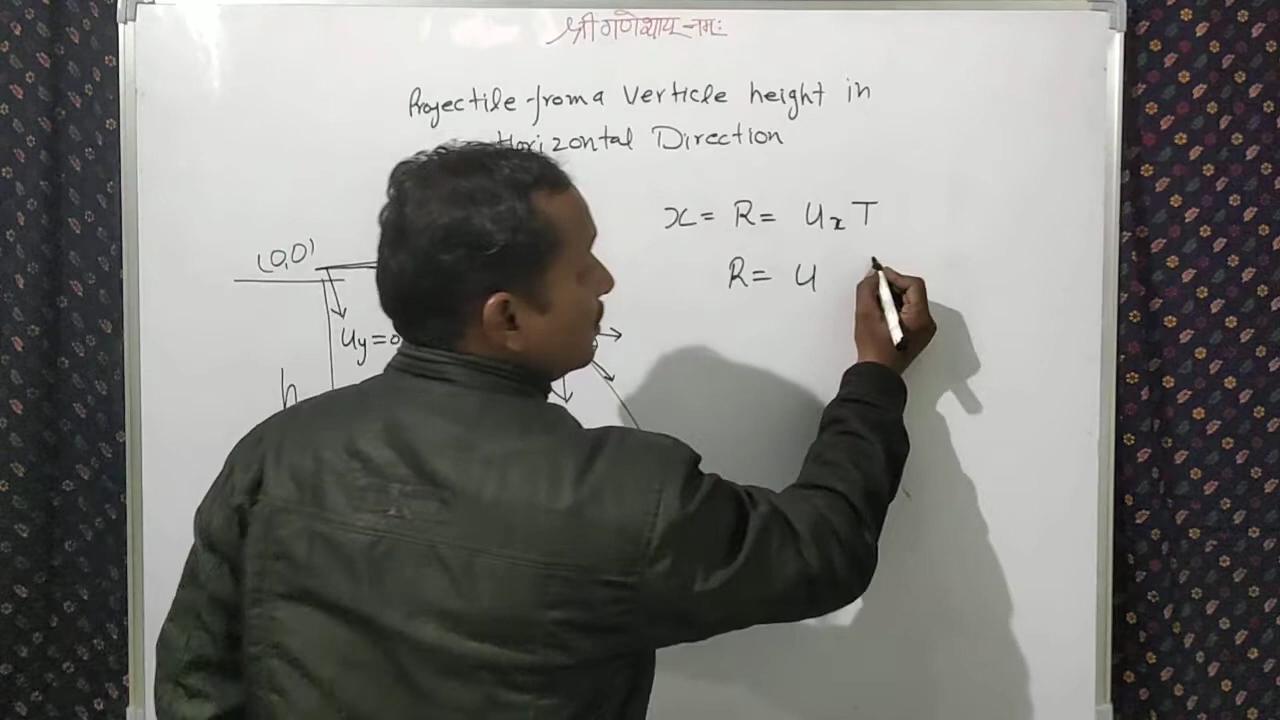 श्री गणेशाय नमः
Projectile from a Verticle height in
Horizontal Direction
x = R = u_x T
R = u
(0,0)
u_y = 0
h